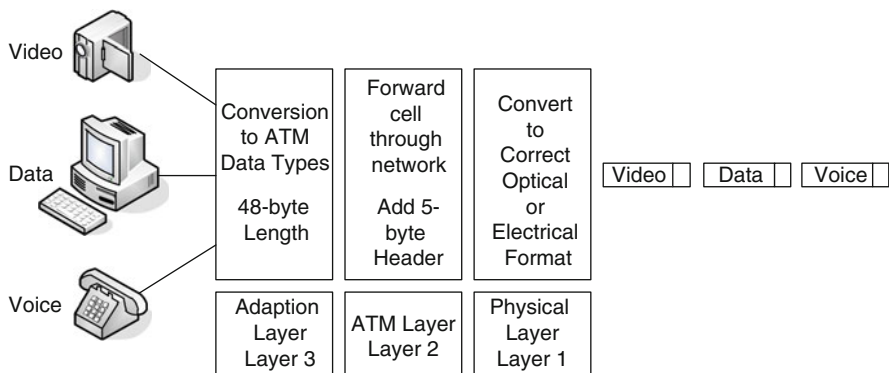 Video
Data
Voice
Conversion
to ATM
Data Types
48-byte
Length
Forward
cell
through
network
Add 5-
byte
Header
Convert
to
Correct
Optical
or
Electrical
Format
Video
Data
Voice
Adaption
Layer
Layer 3
ATM Layer
Layer 2
Physical
Layer
Layer 1